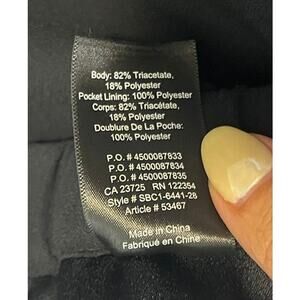 Body: 82% Triacetate,
18% Polyester
Pocket Lining: 100% Polyester
Corps: 82% Triacétate,
18% Polyester
Doublure De La Poche:
100% Polyester
P.O. # 4500087833
P.O. # 4500087834
P.O. # 4500087835
CA 23725 RN 122354
Style # SBC1-6441-28
Article # 53467
Made in China
Fabriqué en Chine